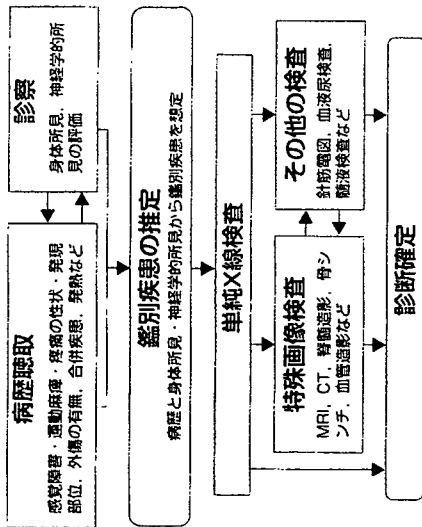 病歴聴取
感覚障害・運動麻痺・疼痛の性状・発現
部位，外傷の有無，合併疾患，発熱など
診察
身体所見，神経学的所
見の評価
鑑別疾患の推定
病歴と身体所見・神経学的所見から鑑別疾患を想定
単純X線検査
特殊画像検査
MRI，CT，脊髄造影，骨シ
ンチ，血管造影など
その他の検査
針筋電図，血液尿検査，
髄液検査など
診断確定